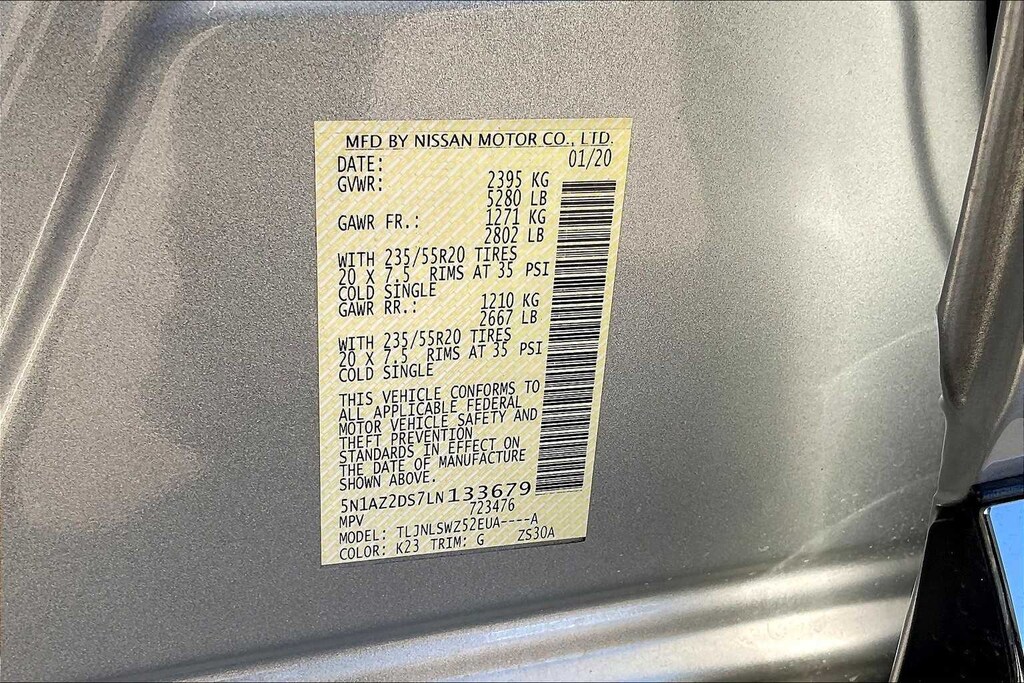 MFD BY NISSAN MOTOR CO., LTD.
DATE: 01/20
GVWR: 2395 KG
5280 LB
GAWR FR.: 1271 KG
2802 LB
WITH 235/55R20 TIRES
20 X 7.5 RIMS AT 35 PSI
COLD SINGLE
GAWR RR.: 1210 KG
2667 LB
WITH 235/55R20 TIRES
20 X 7.5 RIMS AT 35 PSI
COLD SINGLE
THIS VEHICLE CONFORMS TO
ALL APPLICABLE FEDERAL
MOTOR VEHICLE SAFETY AND
THEFT PREVENTION
STANDARDS IN EFFECT ON
THE DATE OF MANUFACTURE
SHOWN ABOVE.
5N1AZ2DS7LN133679
MPV 723476
MODEL: TLJNLSWZ52EUA----A
COLOR: K23 TRIM: G ZS30A